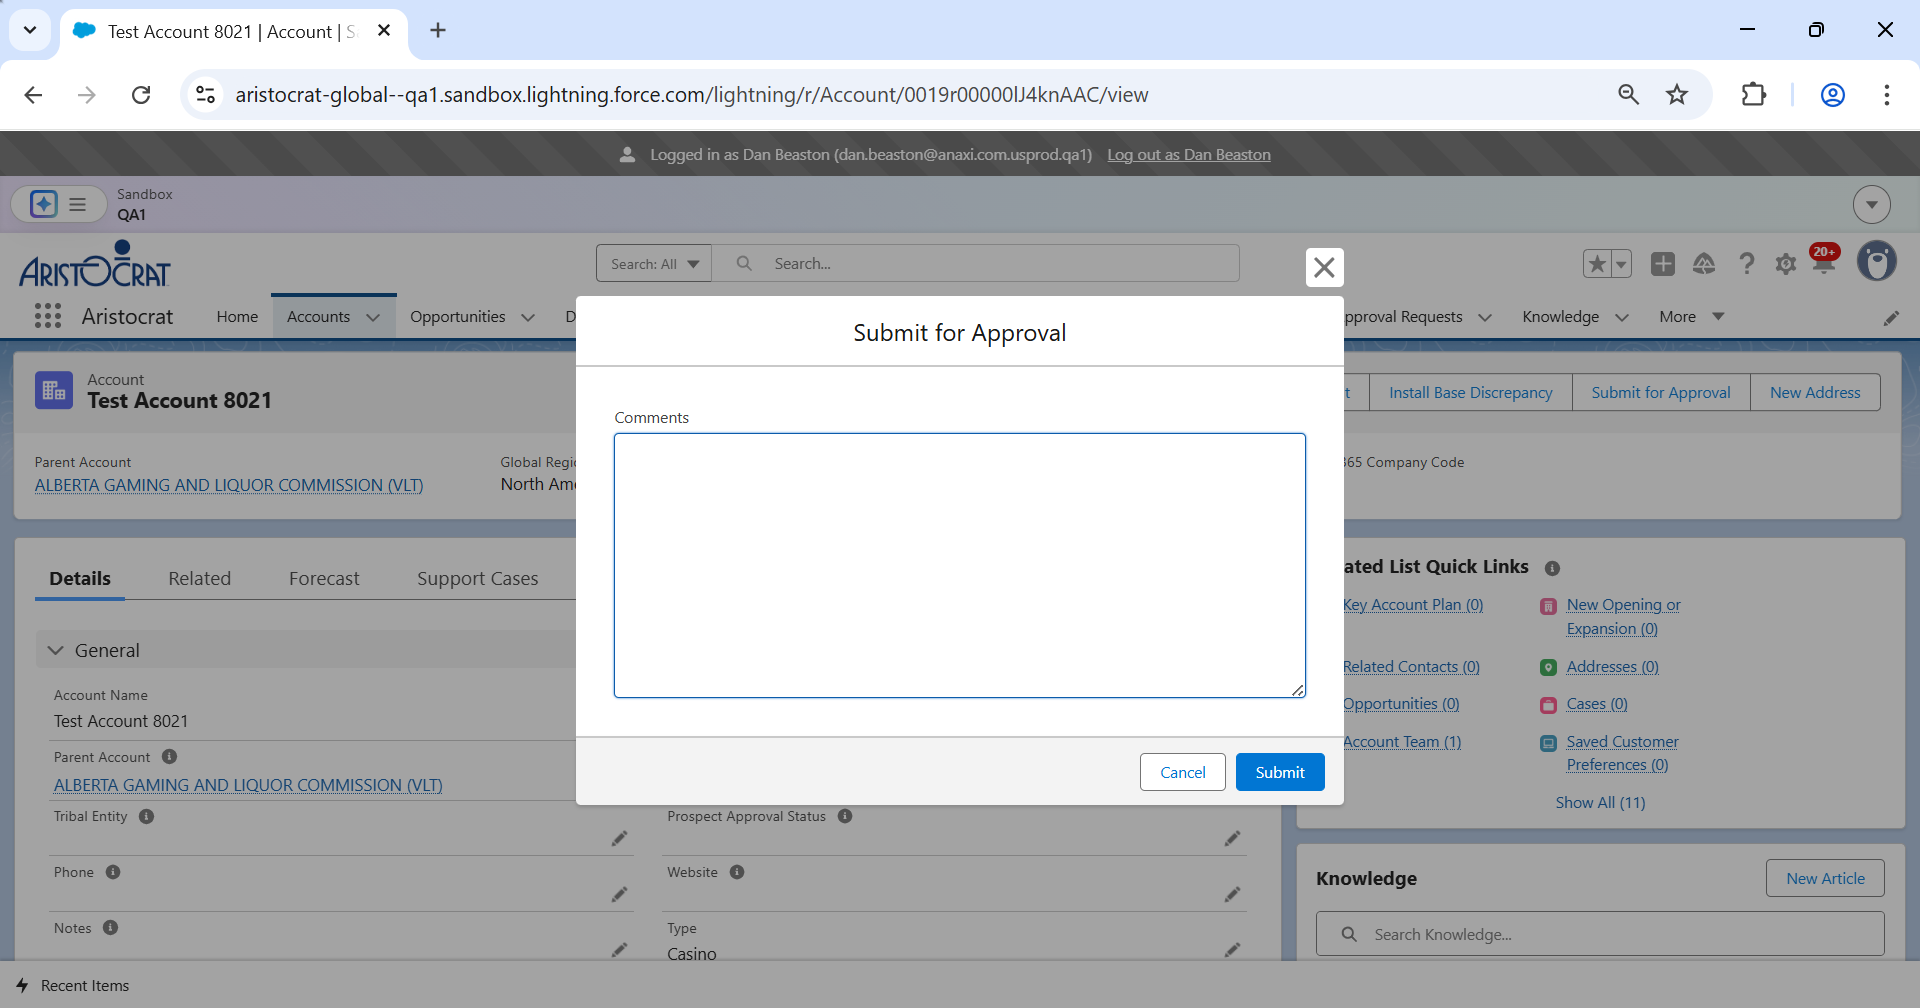 Test Account 8021 | Account | S
aristocrat-global--qa1.sandbox.lightning.force.com/lightning/r/Account/0019r00000IJ4knAAC/view
Logged in as Dan Beaston (dan.beaston@anaxi.com.usprod.qa1) Log out as Dan Beaston
Sandbox
QA1
ARISTOCRAT
Search: All
Search...
20+
Aristocrat
Home
Accounts
Opportunities
D
pproval Requests
Knowledge
More
Submit for Approval
Account
Test Account 8021
t
Install Base Discrepancy
Submit for Approval
New Address
Parent Account
ALBERTA GAMING AND LIQUOR COMMISSION (VLT)
Global Regi
North Am
365 Company Code
Comments
Cancel
Submit
Details
Related
Forecast
Support Cases
General
Account Name
Test Account 8021
Parent Account
ALBERTA GAMING AND LIQUOR COMMISSION (VLT)
Tribal Entity
Prospect Approval Status
Phone
Website
Notes
Type
Casino
ated List Quick Links
Key Account Plan (0)
New Opening or
Expansion (0)
Related Contacts (0)
Addresses (0)
Opportunities (0)
Cases (0)
Account Team (1)
Saved Customer
Preferences (0)
Show All (11)
Knowledge
New Article
Search Knowledge...
Recent Items